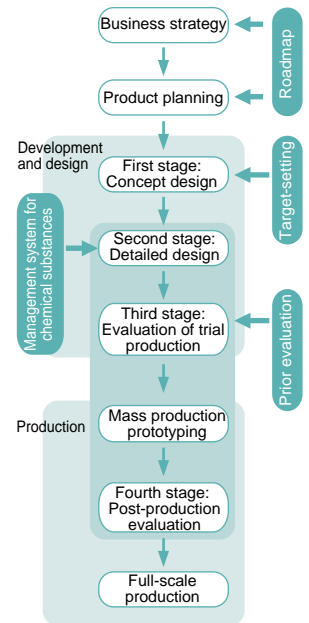 Business strategy
Roadmap
Product planning
Development
and design
First stage:
Concept design
Target-setting
Management system for
chemical substances
Second stage:
Detailed design
Third stage:
Evaluation of trial
production
Prior evaluation
Production
Mass production
prototyping
Fourth stage:
Post-production
evaluation
Full-scale
production